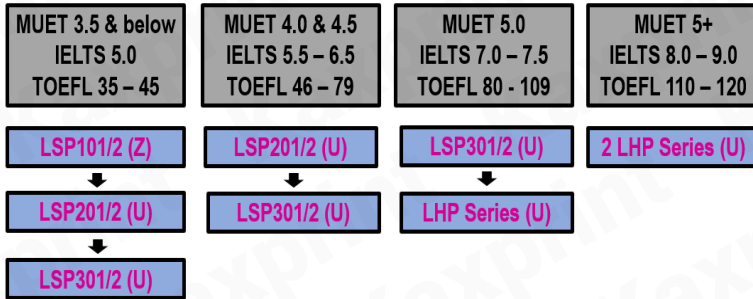 MUET 3.5 & below
IELTS 5.0
TOEFL 35 – 45
MUET 4.0 & 4.5
IELTS 5.5 – 6.5
TOEFL 46 – 79
MUET 5.0
IELTS 7.0 – 7.5
TOEFL 80 - 109
MUET 5+
IELTS 8.0 – 9.0
TOEFL 110 – 120
LSP101/2 (Z)
LSP201/2 (U)
LSP301/2 (U)
LSP201/2 (U)
LSP301/2 (U)
LSP301/2 (U)
LHP Series (U)
2 LHP Series (U)